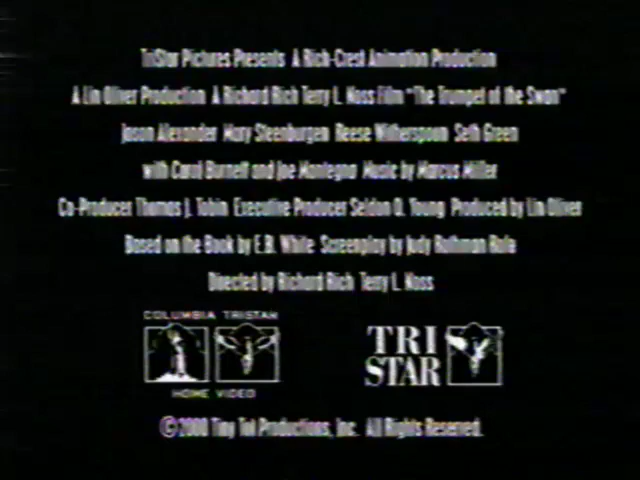 TriStar Pictures Presents A Rich-Crest Animation Production
A Lin Oliver Production A Richard Rich Terry L. Noss Film "The Trumpet of the Swan"
Jason Alexander Mary Steenburgen Reese Witherspoon Seth Green
with Carol Burnett and Joe Mantegna Music by Marcus Miller
Co-Producer Thomas J. Tobin Executive Producer Seldon O. Young Produced by Lin Oliver
Based on the Book by E.B. White Screenplay by Judy Rothman Rofe
Directed by Richard Rich Terry L. Noss
COLUMBIA TRISTAR
HOME VIDEO
TRI
STAR
©2000 Tiny Tot Productions, Inc. All Rights Reserved.